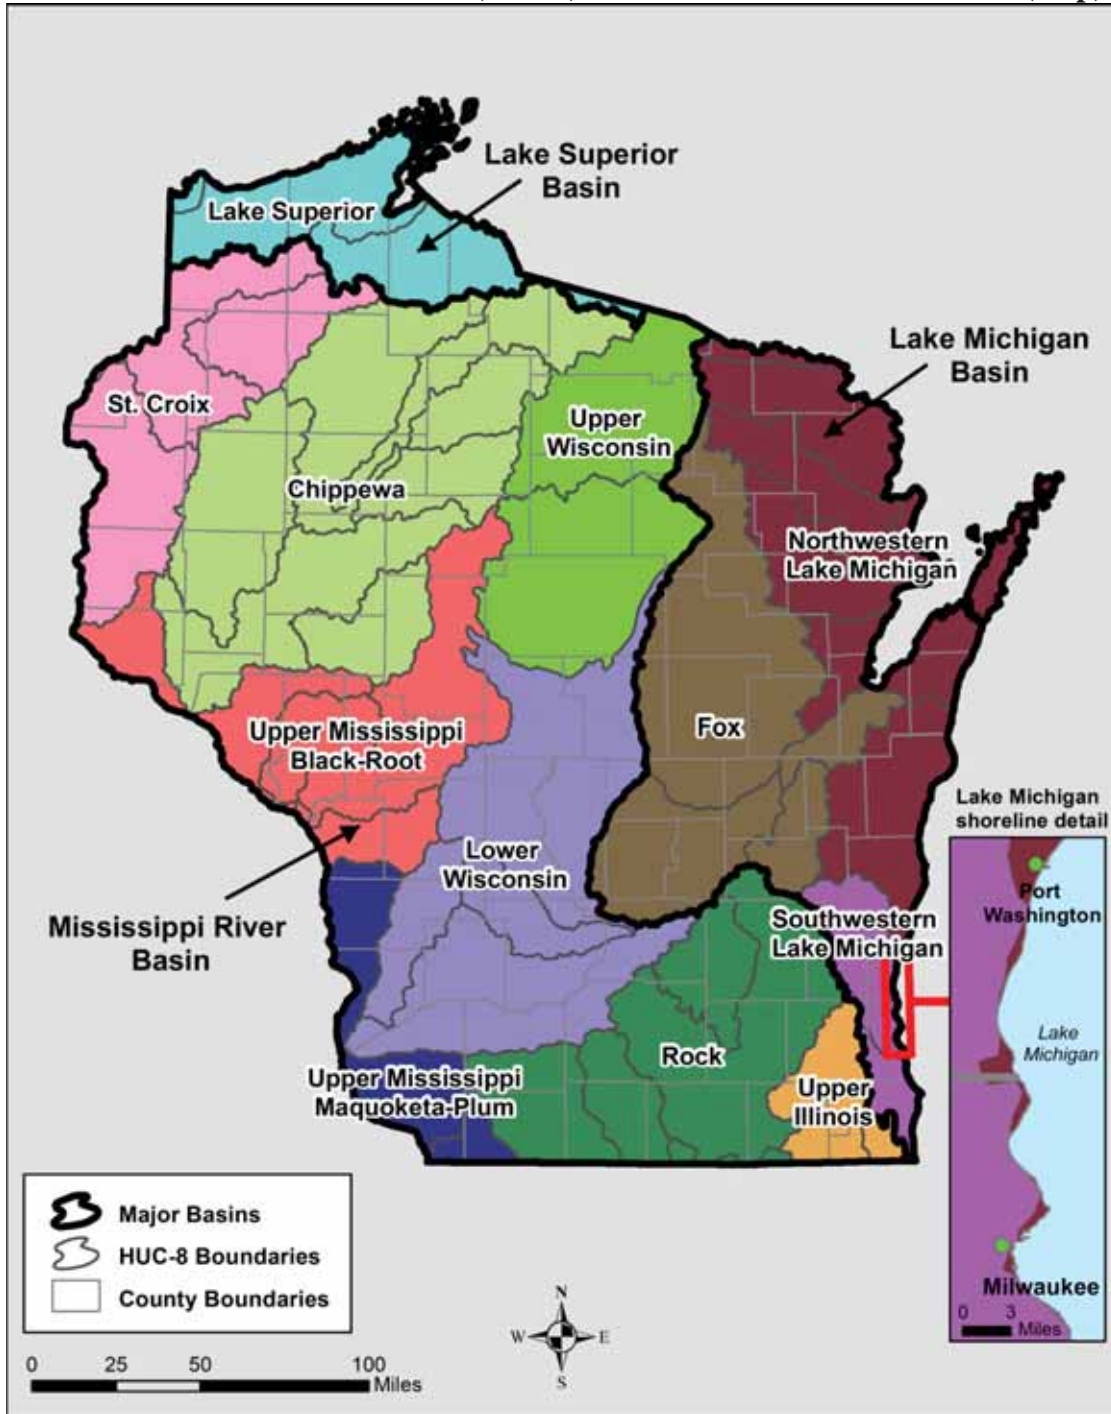 Lake Superior
Basin
Lake Superior
Lake Michigan
Basin
St. Croix
Upper
Wisconsin
Chippewa
Northwestern
Lake Michigan
Upper Mississippi
Black-Root
Fox
Lake Michigan
shoreline detail
Lower
Wisconsin
Mississippi River
Basin
Southwestern
Lake Michigan
Port
Washington
Lake
Michigan
Rock
Upper Mississippi
Maquoketa-Plum
Upper
Illinois
Milwaukee
0 3
Miles
Major Basins
HUC-8 Boundaries
County Boundaries
N
W E
S
0 25 50 100
Miles